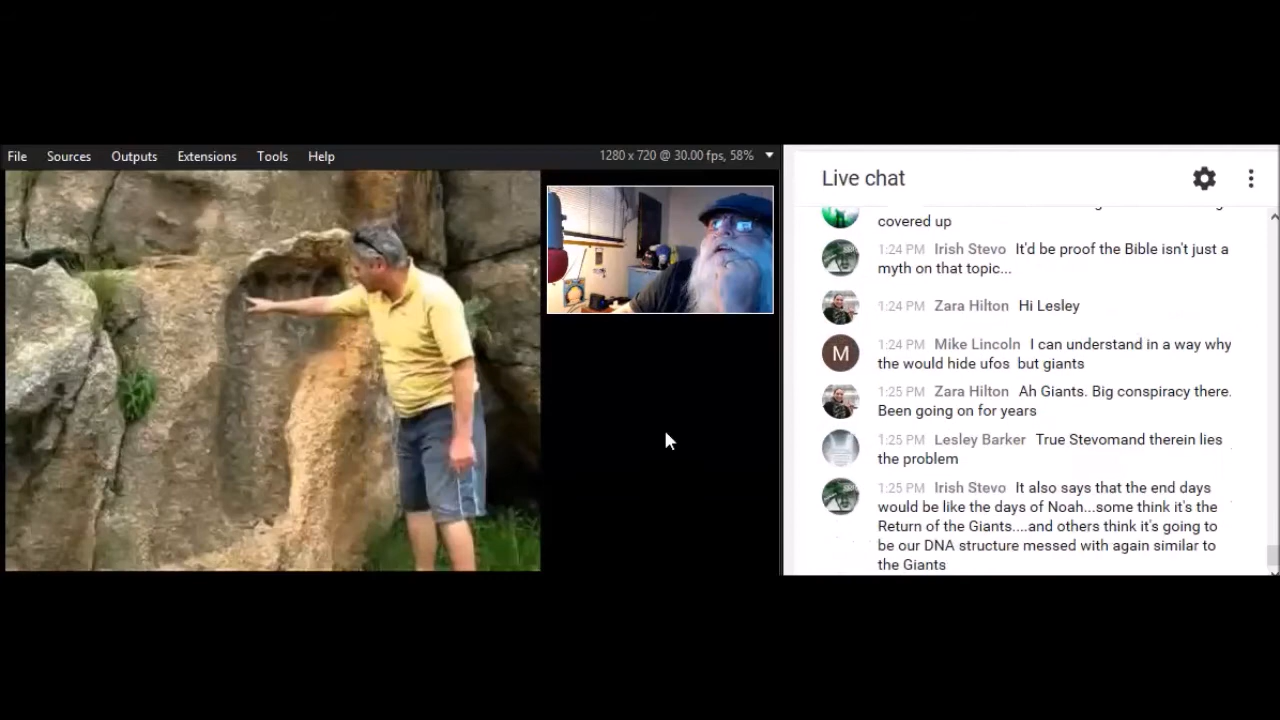 File Sources Outputs Extensions Tools Help 1280 x 720 @ 30.00 fps, 58%
Live chat
covered up
1:24 PM Irish Stevo It'd be proof the Bible isn't just a
myth on that topic...
1:24 PM Zara Hilton Hi Lesley
M
1:24 PM Mike Lincoln I can understand in a way why
the would hide ufos but giants
1:25 PM Zara Hilton Ah Giants. Big conspiracy there.
Been going on for years
1:25 PM Lesley Barker True Stevomand therein lies
the problem
1:25 PM Irish Stevo It also says that the end days
would be like the days of Noah...some think it's the
Return of the Giants....and others think it's going to
be our DNA structure messed with again similar to
the Giants